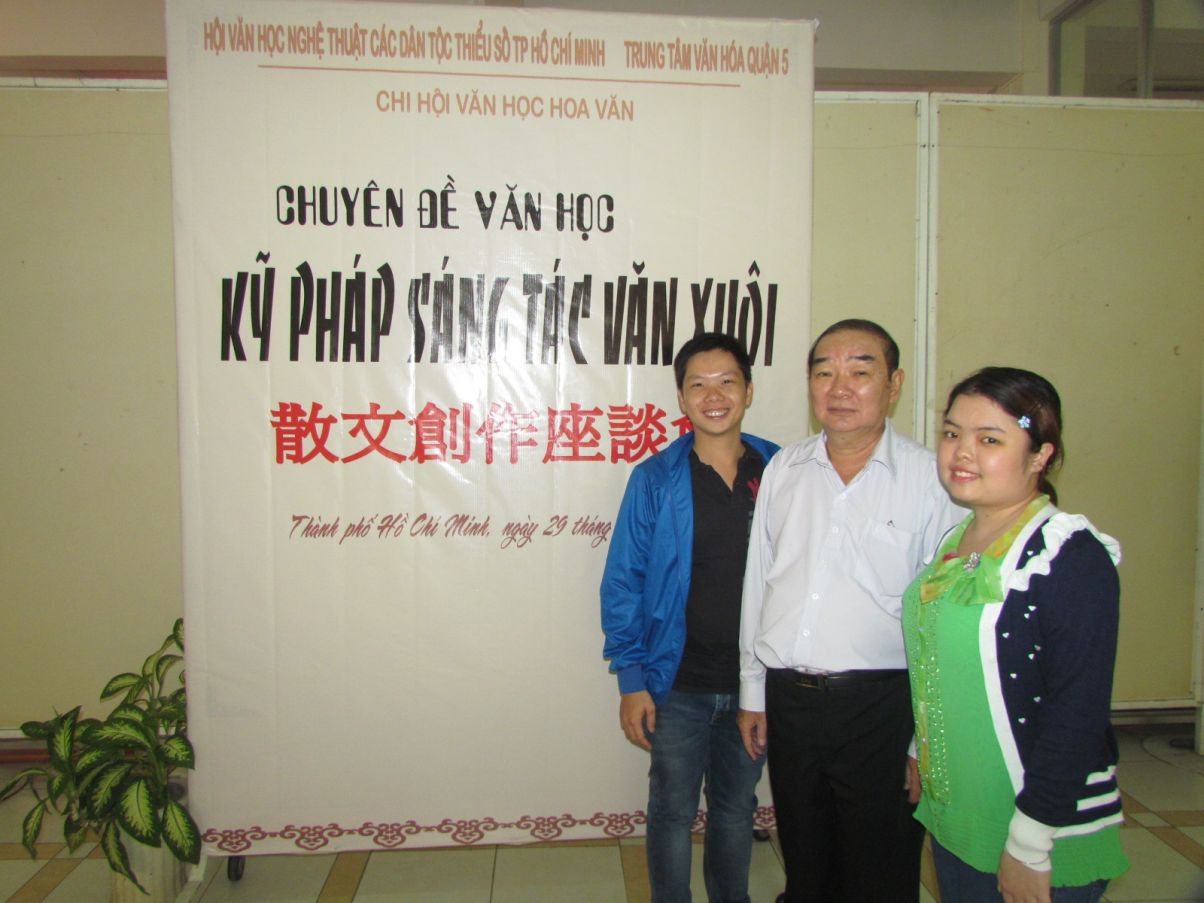 HỘI VĂN HỌC NGHỆ THUẬT CÁC DÂN TỘC THIỂU SỐ TP HỒ CHÍ MINH TRUNG TÂM VĂN HÓA QUẬN 5
CHI HỘI VĂN HỌC HOA VĂN
CHUYÊN ĐỀ VĂN HỌC
KỸ PHÁP SÁNG TÁC VĂN XUÔI
散文創作座談
Thành phố Hồ Chí Minh, ngày 29 tháng